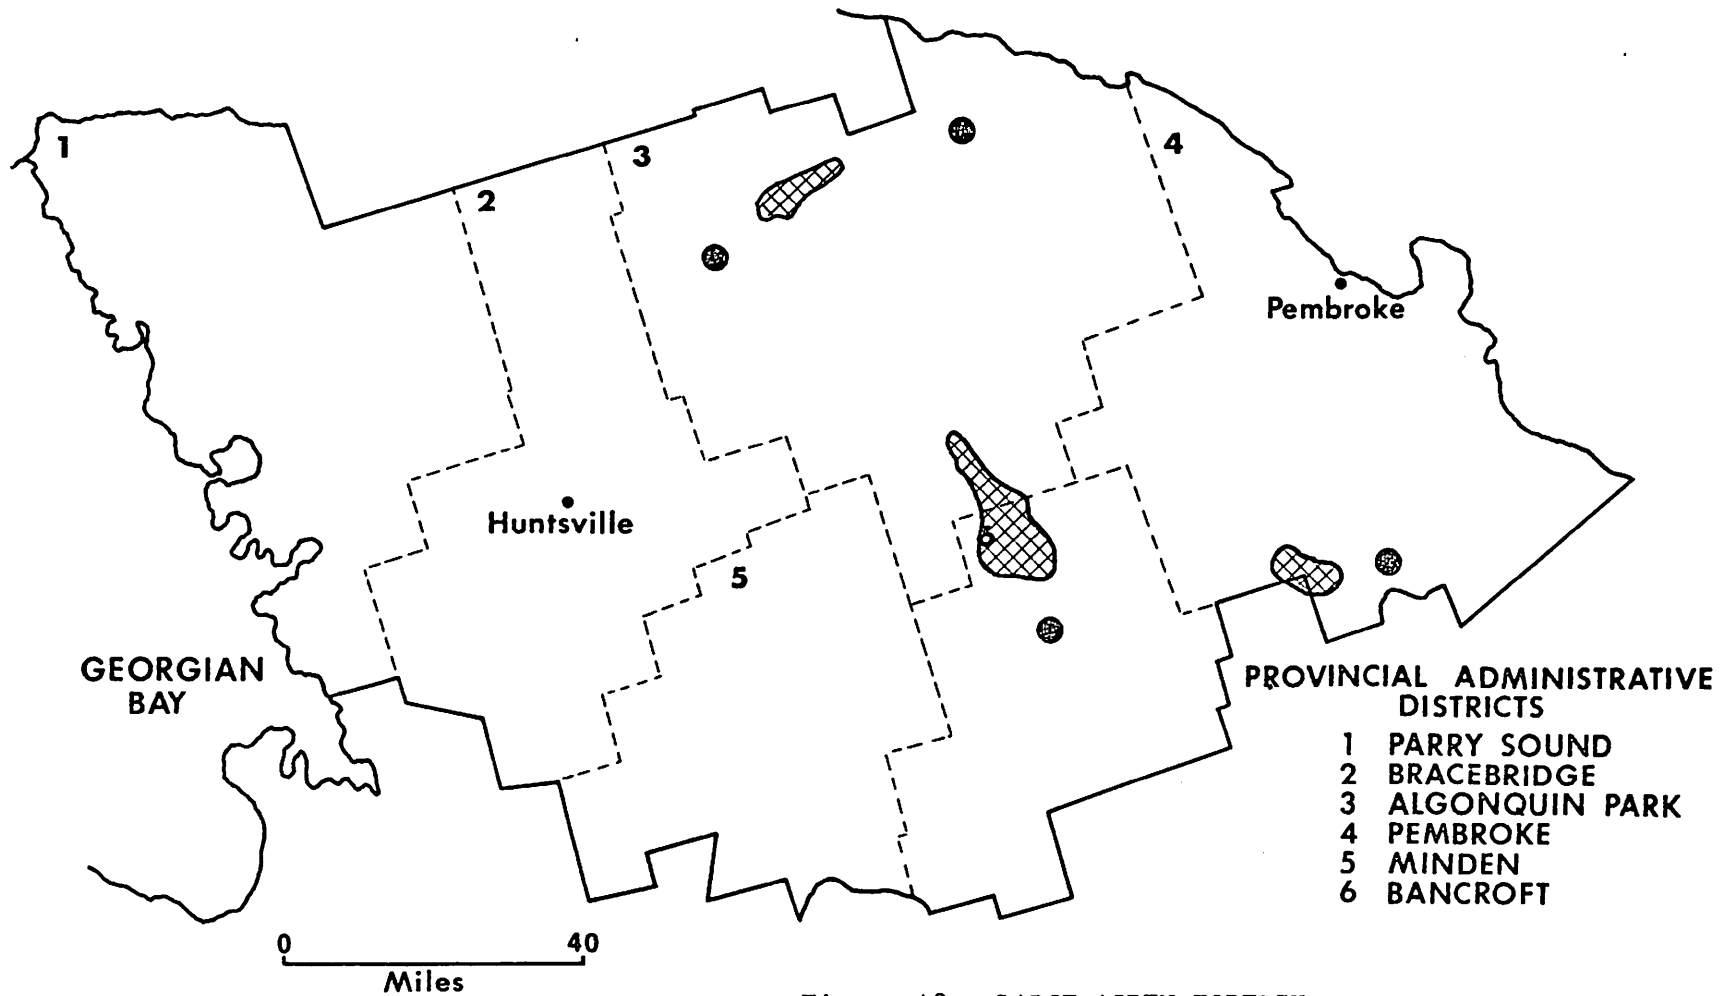 1
2
3
4
Pembroke
Huntsville
5
GEORGIAN
BAY
PROVINCIAL ADMINISTRATIVE
DISTRICTS
1 PARRY SOUND
2 BRACEBRIDGE
3 ALGONQUIN PARK
4 PEMBROKE
5 MINDEN
6 BANCROFT
0 40
Miles